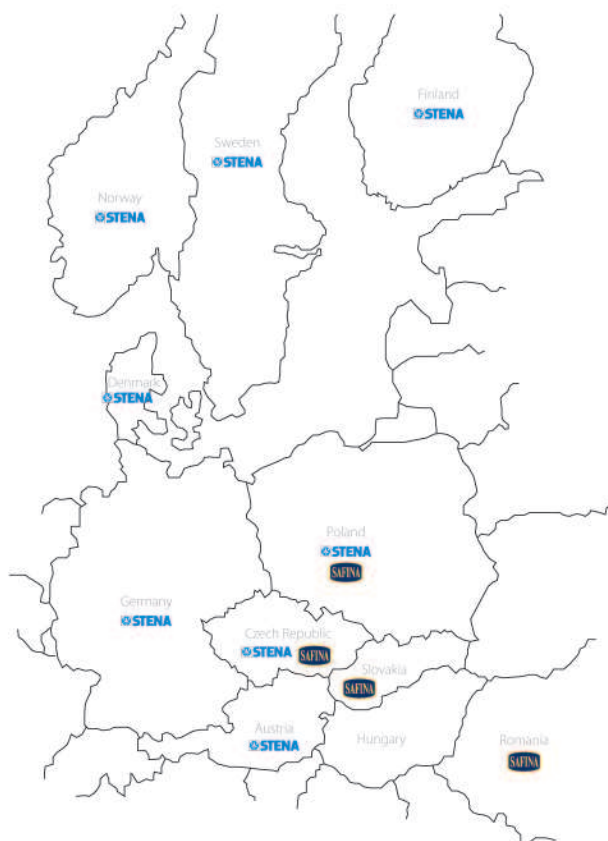 Finland
STENA
Sweden
STENA
Norway
STENA
Denmark
STENA
Poland
STENA
SAFINA
Germany
STENA
Czech Republic
STENA SAFINA
Slovakia
SAFINA
Austria
STENA
Hungary
Romania
SAFINA